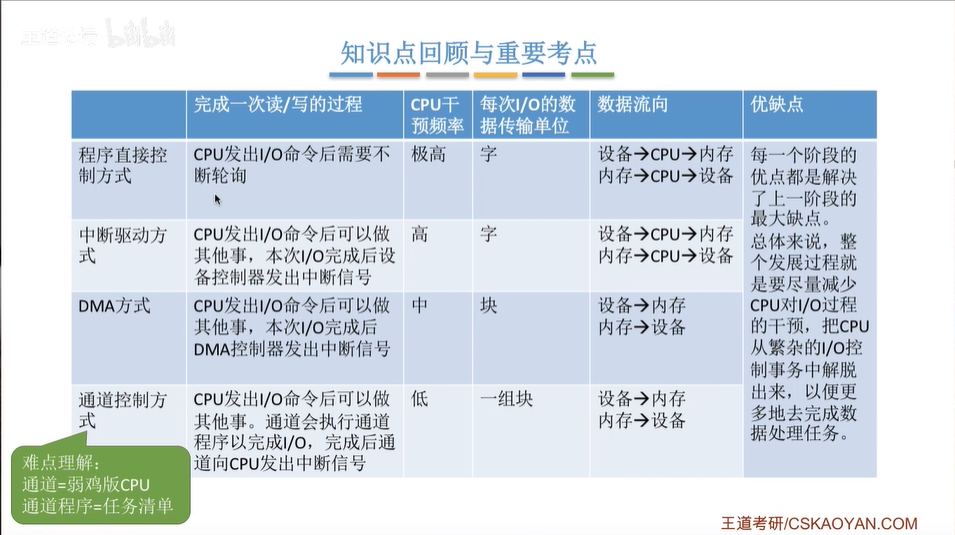 王道考研 bilibili
知识点回顾与重要考点
完成一次读/写的过程
CPU干
预频率
每次I/O的数
据传输单位
数据流向
优缺点
程序直接控
制方式
CPU发出I/O命令后需要不
断轮询
极高
字
设备→CPU→内存
内存→CPU→设备
每一个阶段的
优点都是解决
了上一阶段的
最大缺点。
总体来说，整
个发展过程就
是要尽量减少
CPU对I/O过程
的干预，把CPU
从繁杂的I/O控
制事务中解脱
出来，以便更
多地去完成数
据处理任务。
中断驱动方
式
CPU发出I/O命令后可以做
其他事，本次I/O完成后设
备控制器发出中断信号
高
字
设备→CPU→内存
内存→CPU→设备
DMA方式
CPU发出I/O命令后可以做
其他事，本次I/O完成后
DMA控制器发出中断信号
中
块
设备→内存
内存→设备
通道控制方
式
CPU发出I/O命令后可以做
其他事。通道会执行通道
程序以完成I/O，完成后通
道向CPU发出中断信号
低
一组块
设备→内存
内存→设备
难点理解：
通道=弱鸡版CPU
通道程序=任务清单
王道考研/CSKAOYAN.COM